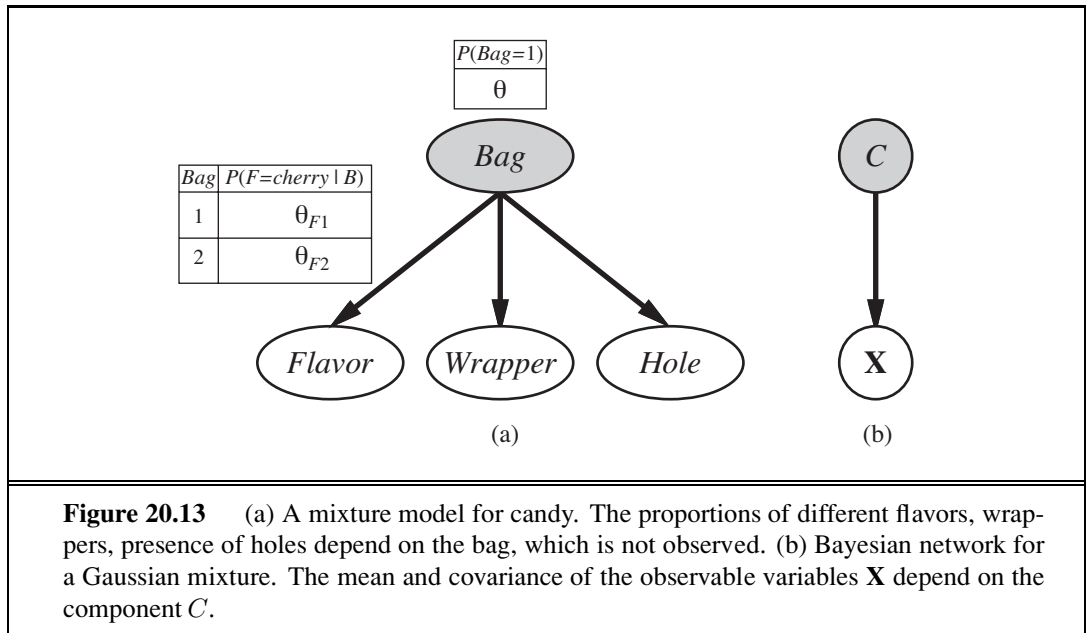 P(Bag=1)
θ
Bag
C
Bag P(F=cherry | B)
1 θF1
2 θF2
Flavor Wrapper Hole X
(a) (b)
Figure 20.13 (a) A mixture model for candy. The proportions of different flavors, wrap-
pers, presence of holes depend on the bag, which is not observed. (b) Bayesian network for
a Gaussian mixture. The mean and covariance of the observable variables X depend on the
component C.